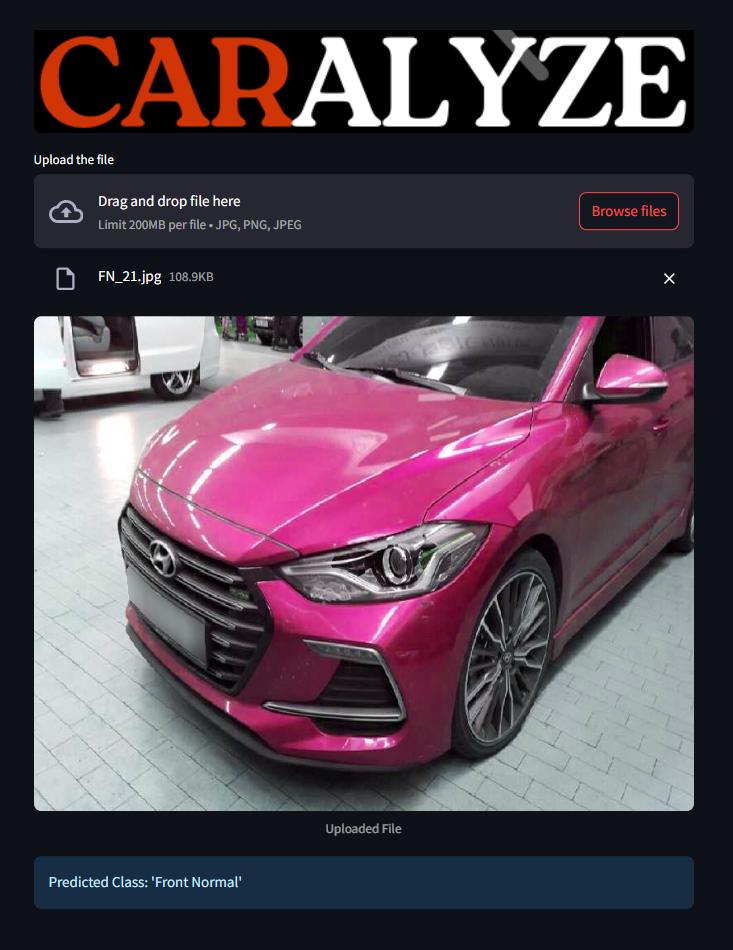 CARALYZE
Upload the file
Drag and drop file here
Limit 200MB per file • JPG, PNG, JPEG
Browse files
FN_21.jpg 108.9KB
Uploaded File
Predicted Class: 'Front Normal'